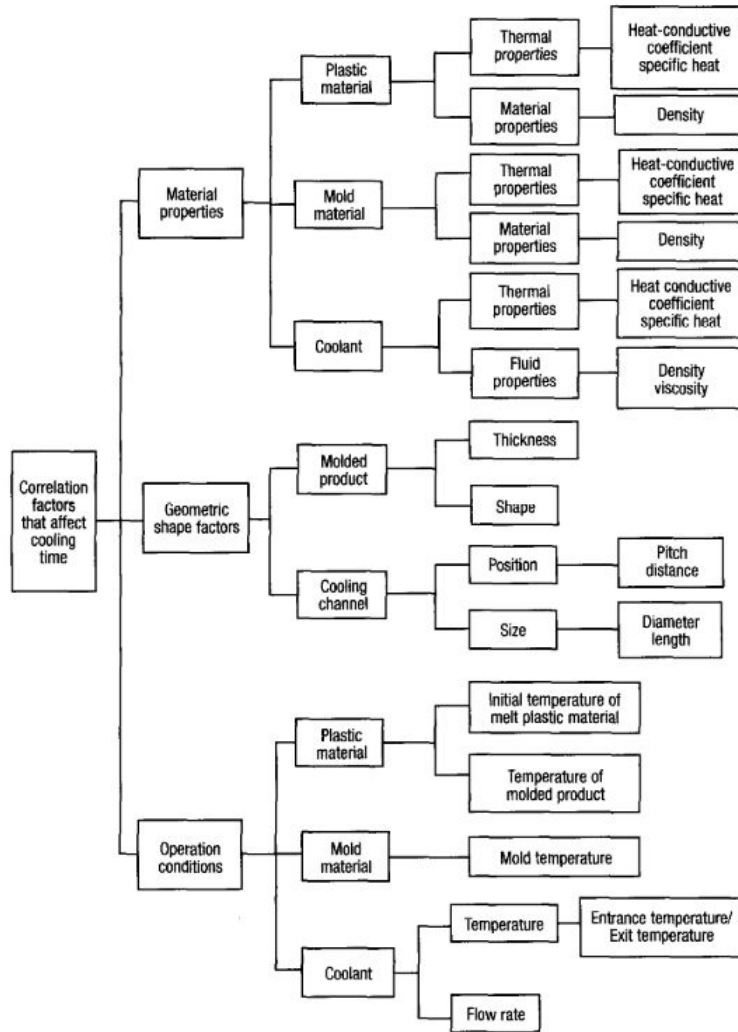 Correlation
factors
that affect
cooling
time
Material
properties
Plastic
material
Thermal
properties
Heat-conductive
coefficient
specific heat
Material
properties
Density
Mold
material
Thermal
properties
Heat-conductive
coefficient
specific heat
Material
properties
Density
Coolant
Thermal
properties
Heat conductive
coefficient
specific heat
Fluid
properties
Density
viscosity
Geometric
shape factors
Molded
product
Thickness
Shape
Cooling
channel
Position
Pitch
distance
Size
Diameter
length
Operation
conditions
Plastic
material
Initial temperature of
melt plastic material
Temperature of
molded product
Mold
material
Mold temperature
Coolant
Temperature
Entrance temperature/
Exit temperature
Flow rate